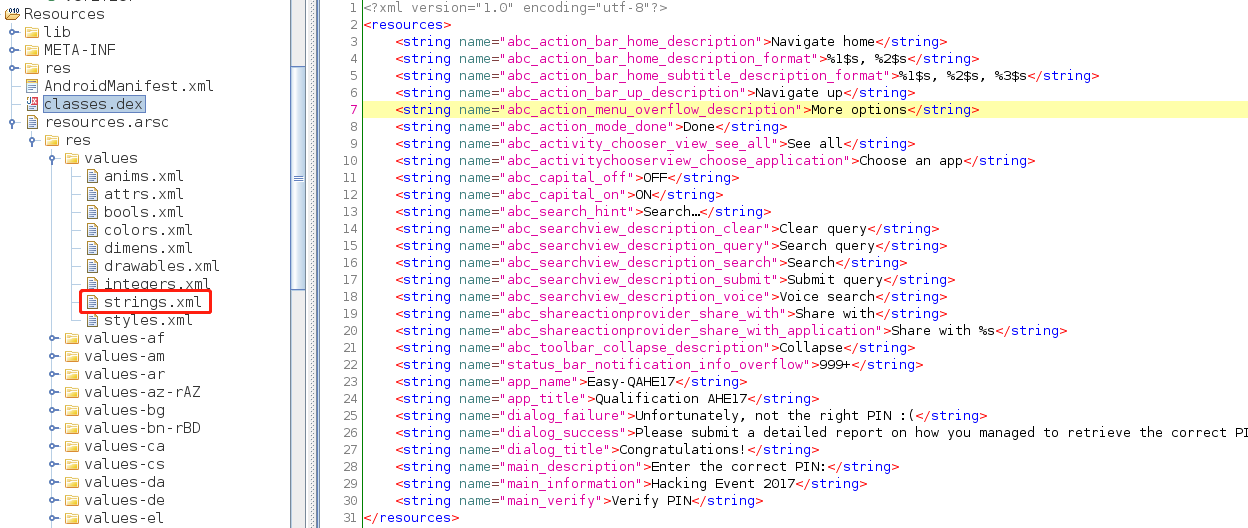 Resources
lib
META-INF
res
AndroidManifest.xml
classes.dex
resources.arsc
res
values
anims.xml
attrs.xml
bools.xml
colors.xml
dimens.xml
drawables.xml
integers.xml
strings.xml
styles.xml
values-af
values-am
values-ar
values-az-rAZ
values-bg
values-bn-rBD
values-ca
values-cs
values-da
values-de
values-el
1 <?xml version="1.0" encoding="utf-8"?>
2 <resources>
3 <string name="abc_action_bar_home_description">Navigate home</string>
4 <string name="abc_action_bar_home_description_format">%1$s, %2$s</string>
5 <string name="abc_action_bar_home_subtitle_description_format">%1$s, %2$s, %3$s</string>
6 <string name="abc_action_bar_up_description">Navigate up</string>
7 <string name="abc_action_menu_overflow_description">More options</string>
8 <string name="abc_action_mode_done">Done</string>
9 <string name="abc_activity_chooser_view_see_all">See all</string>
10 <string name="abc_activitychooserview_choose_application">Choose an app</string>
11 <string name="abc_capital_off">OFF</string>
12 <string name="abc_capital_on">ON</string>
13 <string name="abc_search_hint">Search…</string>
14 <string name="abc_searchview_description_clear">Clear query</string>
15 <string name="abc_searchview_description_query">Search query</string>
16 <string name="abc_searchview_description_search">Search</string>
17 <string name="abc_searchview_description_submit">Submit query</string>
18 <string name="abc_searchview_description_voice">Voice search</string>
19 <string name="abc_shareactionprovider_share_with">Share with</string>
20 <string name="abc_shareactionprovider_share_with_application">Share with %s</string>
21 <string name="abc_toolbar_collapse_description">Collapse</string>
22 <string name="status_bar_notification_info_overflow">999+</string>
23 <string name="app_name">Easy-QAHE17</string>
24 <string name="app_title">Qualification AHE17</string>
25 <string name="dialog_failure">Unfortunately, not the right PIN :(</string>
26 <string name="dialog_success">Please submit a detailed report on how you managed to retrieve the correct PI
27 <string name="dialog_title">Congratulations!</string>
28 <string name="main_description">Enter the correct PIN:</string>
29 <string name="main_information">Hacking Event 2017</string>
30 <string name="main_verify">Verify PIN</string>
31 </resources>